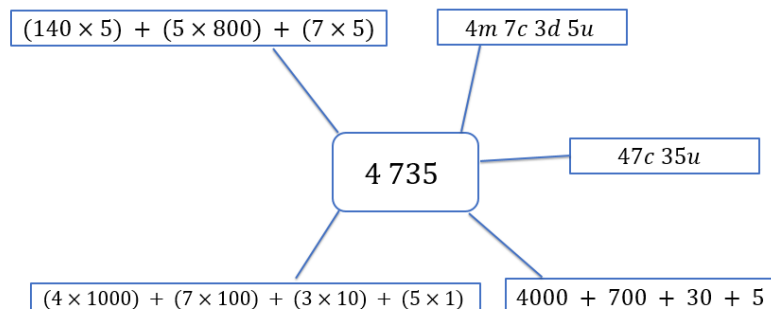 (140 × 5) + (5 × 800) + (7 × 5)
4m 7c 3d 5u
47c 35u
4 735
(4 × 1000) + (7 × 100) + (3 × 10) + (5 × 1)
4000 + 700 + 30 + 5